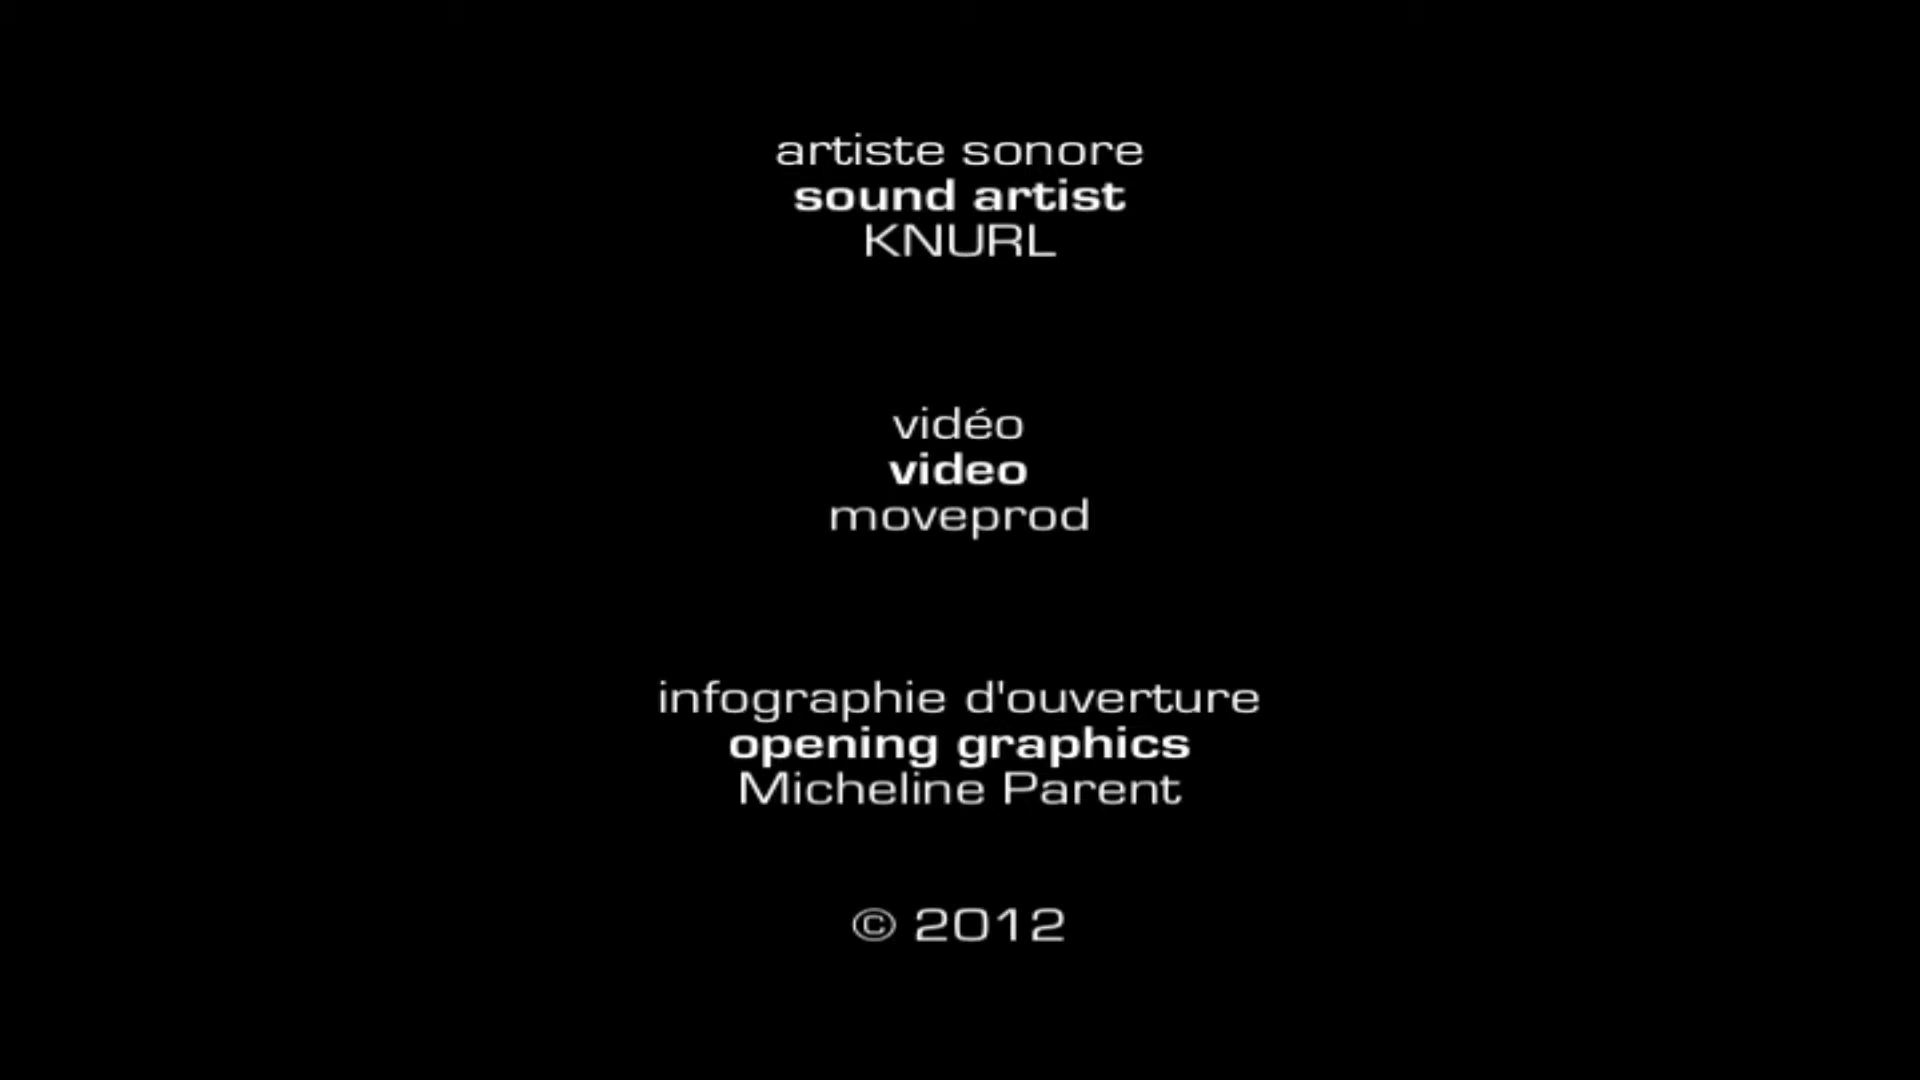 artiste sonore
sound artist
KNURL
vidéo
video
moveprod
infographie d'ouverture
opening graphics
Micheline Parent
© 2012